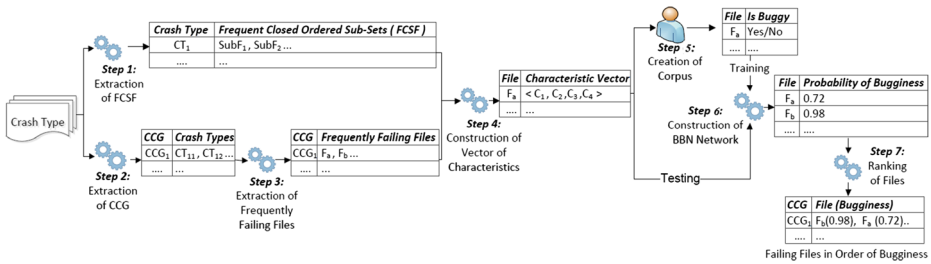 Crash Type
Step 1:
Extraction
of FCSF
Crash Type Frequent Closed Ordered Sub-Sets ( FCSF )
CT1 SubF1, SubF2 ...
.... ...
Step 2:
Extraction
of CCG
CCG Crash Types
CCG1 CT11, CT12...
.... ...
Step 3:
Extraction of
Frequently
Failing Files
CCG Frequently Failing Files
CCG1 Fa, Fb...
.... ...
Step 4:
Construction of
Vector of
Characteristics
File Characteristic Vector
Fa < C1, C2,C3,C4 >
.... ...
Step 5:
Creation of
Corpus
File Is Buggy
Fa Yes/No
.... ....
Training
Testing
Step 6:
Construction of
BBN Network
File Probability of Bugginess
Fa 0.72
Fb 0.98
.... ....
Step 7:
Ranking
of Files
CCG File (Bugginess)
CCG1 Fb(0.98), Fa (0.72)..
.... ...
Failing Files in Order of Bugginess